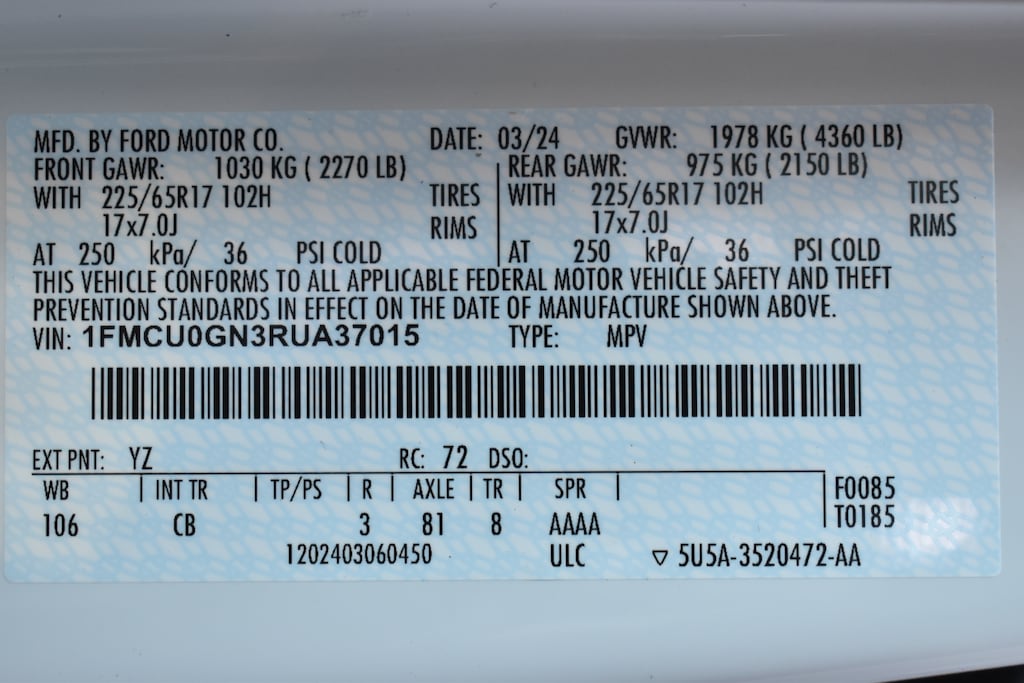 MFD. BY FORD MOTOR CO. DATE: 03/24 GVWR: 1978 KG ( 4360 LB)
FRONT GAWR: 1030 KG ( 2270 LB) REAR GAWR: 975 KG ( 2150 LB)
WITH 225/65R17 102H TIRES WITH 225/65R17 102H TIRES
17x7.0J RIMS 17x7.0J RIMS
AT 250 kPa/ 36 PSI COLD AT 250 kPa/ 36 PSI COLD
THIS VEHICLE CONFORMS TO ALL APPLICABLE FEDERAL MOTOR VEHICLE SAFETY AND THEFT
PREVENTION STANDARDS IN EFFECT ON THE DATE OF MANUFACTURE SHOWN ABOVE.
VIN: 1FMCU0GN3RUA37015 TYPE: MPV
EXT PNT: YZ RC: 72 DSO:
WB INT TR TP/PS R AXLE TR SPR F0085
106 CB 3 81 8 AAAA T0185
1202403060450 ULC ▽ 5U5A-3520472-AA